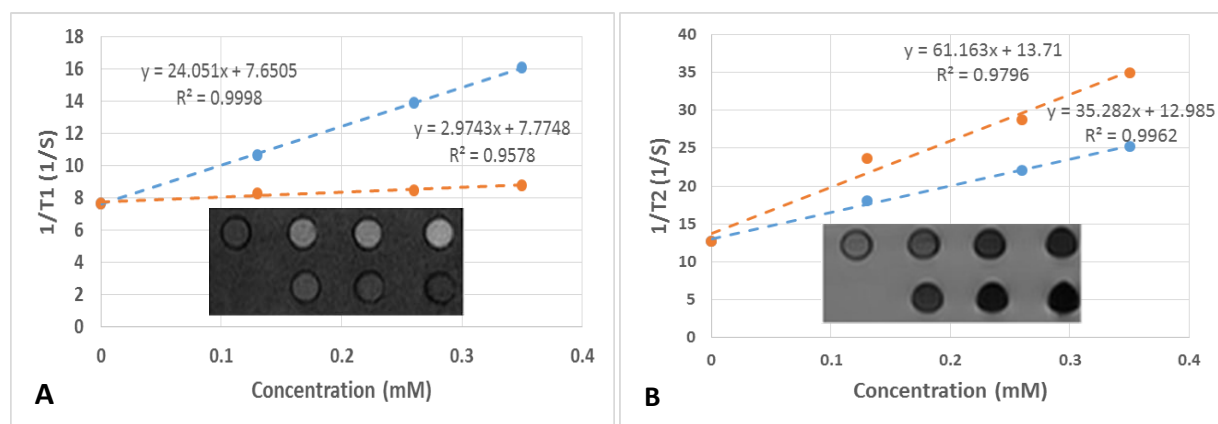 18
16
14
12
10
8
6
4
2
0
1/T1 (1/S)
y = 24.051x + 7.6505
R² = 0.9998
y = 2.9743x + 7.7748
R² = 0.9578
0
0.1
0.2
0.3
0.4
Concentration (mM)
A
40
35
30
25
20
15
10
5
0
1/T2 (1/S)
y = 61.163x + 13.71
R² = 0.9796
y = 35.282x + 12.985
R² = 0.9962
0
0.1
0.2
0.3
0.4
Concentration (mM)
B